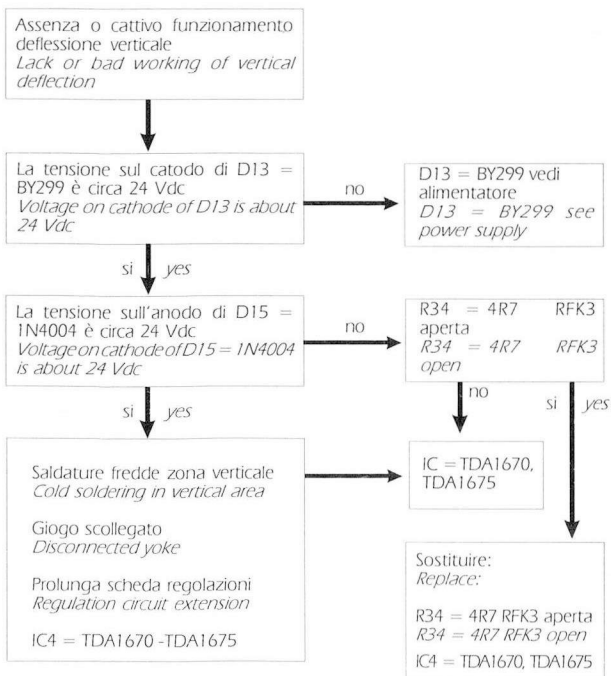 Assenza o cattivo funzionamento
deflessione verticale
Lack or bad working of vertical
deflection
La tensione sul catodo di D13 =
BY299 è circa 24 Vdc
Voltage on cathode of D13 is about
24 Vdc
no
D13 = BY299 vedi
alimentatore
D13 = BY299 see
power supply
si yes
La tensione sull'anodo di D15 =
1N4004 è circa 24 Vdc
Voltage on cathode of D15 = 1N4004
is about 24 Vdc
no
R34 = 4R7 RFK3
aperta
R34 = 4R7 RFK3
open
si yes
no
si yes
Saldature fredde zona verticale
Cold soldering in vertical area
Giogo scollegato
Disconnected yoke
Prolunga scheda regolazioni
Regulation circuit extension
IC4 = TDA1670 -TDA1675
IC = TDA1670,
TDA1675
Sostituire:
Replace:
R34 = 4R7 RFK3 aperta
R34 = 4R7 RFK3 open
IC4 = TDA1670, TDA1675